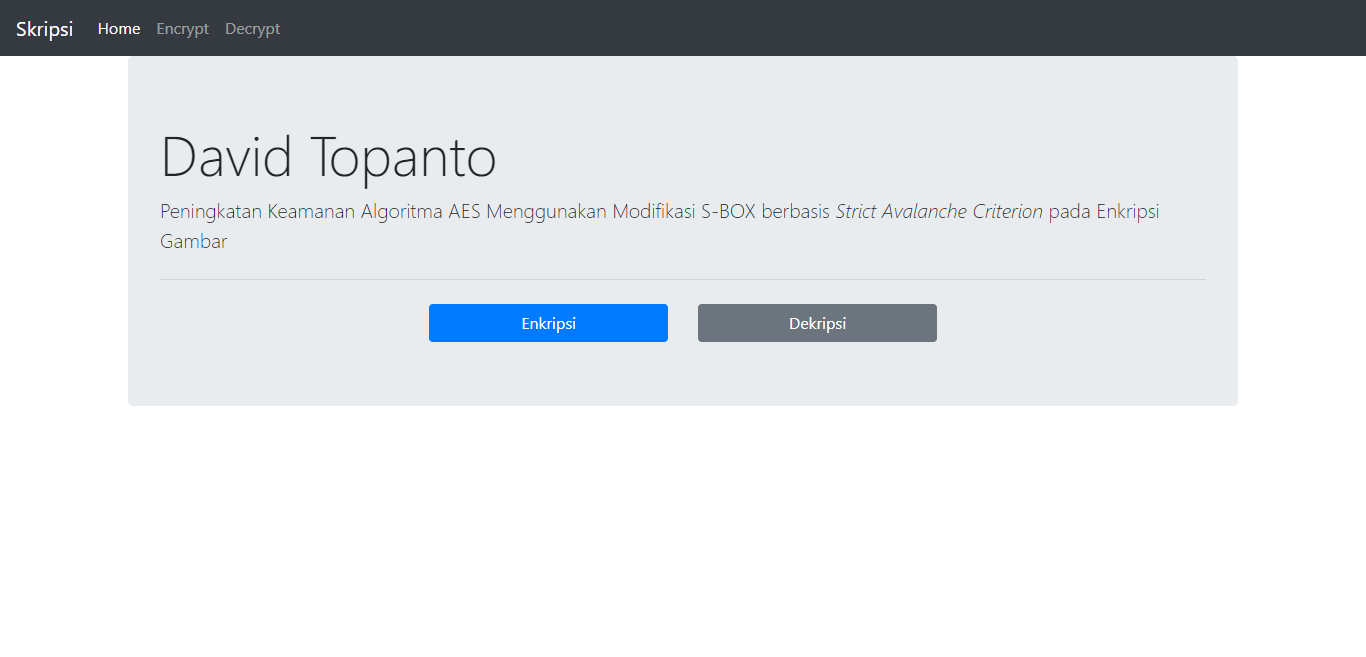 Skripsi Home Encrypt Decrypt
David Topanto
Peningkatan Keamanan Algoritma AES Menggunakan Modifikasi S-BOX berbasis Strict Avalanche Criterion pada Enkripsi
Gambar
Enkripsi Dekripsi